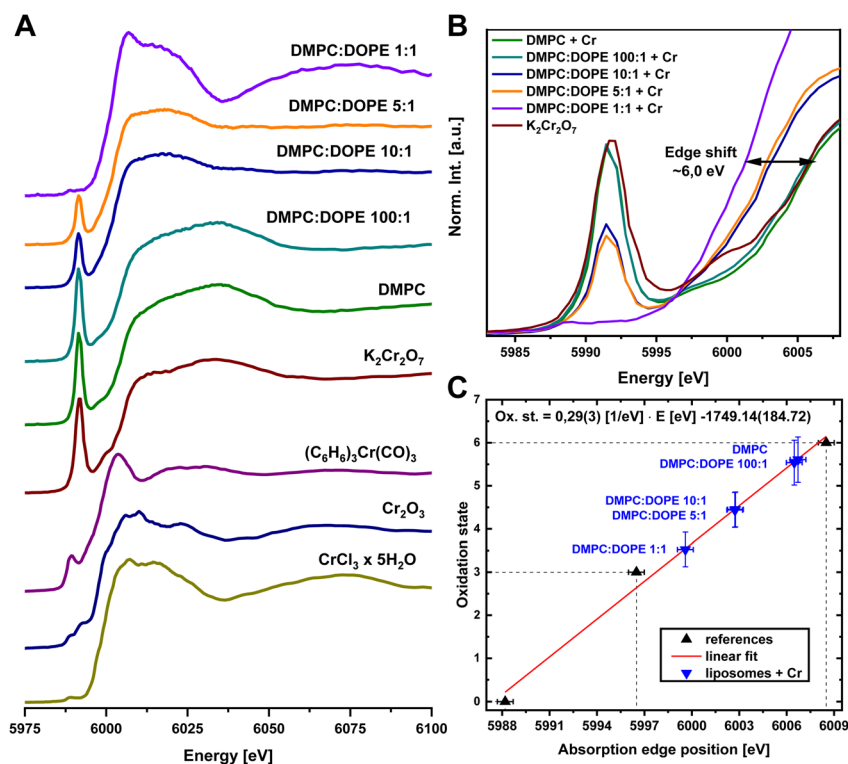 A
DMPC:DOPE 1:1
DMPC:DOPE 5:1
DMPC:DOPE 10:1
DMPC:DOPE 100:1
DMPC
K₂Cr₂O₇
(C₆H₆)₃Cr(CO)₃
Cr₂O₃
CrCl₃ x 5H₂O
5975 6000 6025 6050 6075 6100
Energy [eV]
B
DMPC + Cr
DMPC:DOPE 100:1 + Cr
DMPC:DOPE 10:1 + Cr
DMPC:DOPE 5:1 + Cr
DMPC:DOPE 1:1 + Cr
K₂Cr₂O₇
Edge shift
~6,0 eV
Norm. Int. [a.u.]
5985 5990 5995 6000 6005
Energy [eV]
C
Ox. st. = 0,29(3) [1/eV] · E [eV] -1749.14(184.72)
DMPC
DMPC:DOPE 100:1
DMPC:DOPE 10:1
DMPC:DOPE 5:1
DMPC:DOPE 1:1
references
linear fit
liposomes + Cr
Oxidation state
7
6
5
4
3
2
1
0
5988 5991 5994 5997 6000 6003 6006 6009
Absorption edge position [eV]